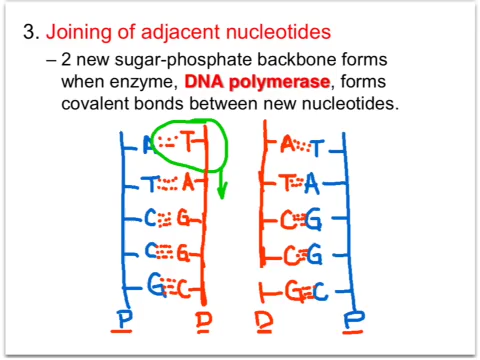 3. Joining of adjacent nucleotides
– 2 new sugar-phosphate backbone forms
when enzyme, DNA polymerase, forms
covalent bonds between new nucleotides.
A T A T
T A T A
C G C G
C G C G
G C G C
P D D P